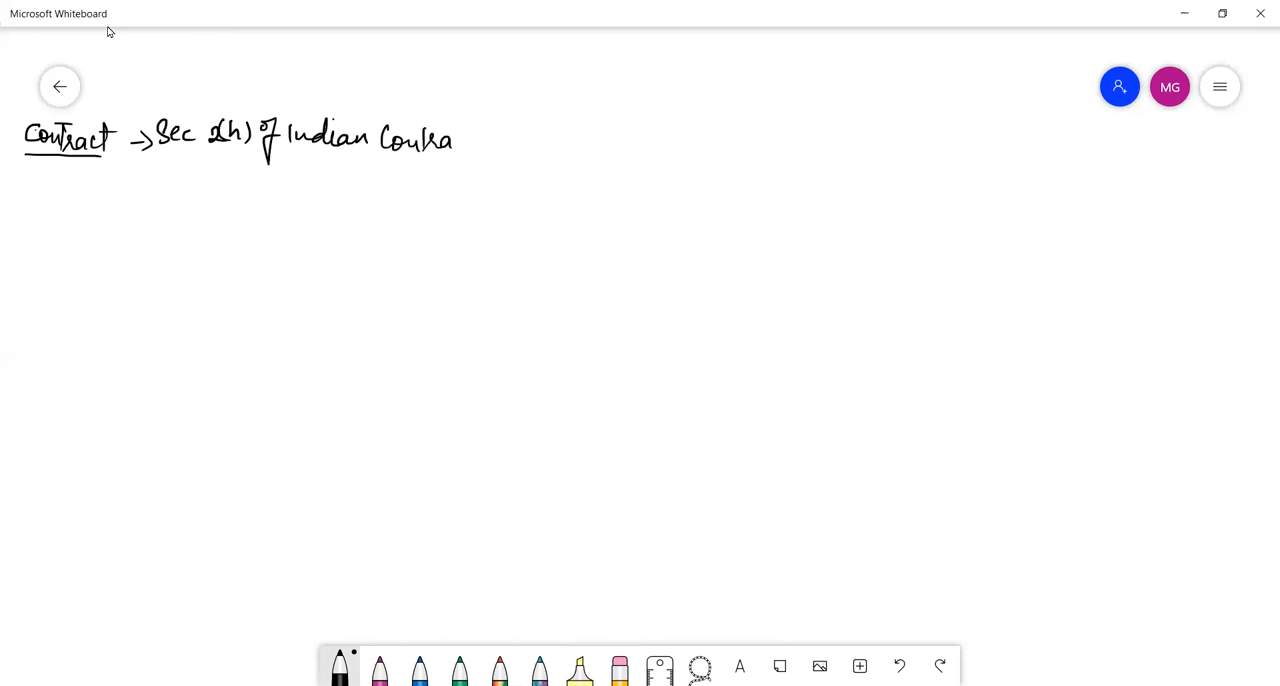 Microsoft Whiteboard
MG
Contract → Sec 2(h) of Indian Contra
A